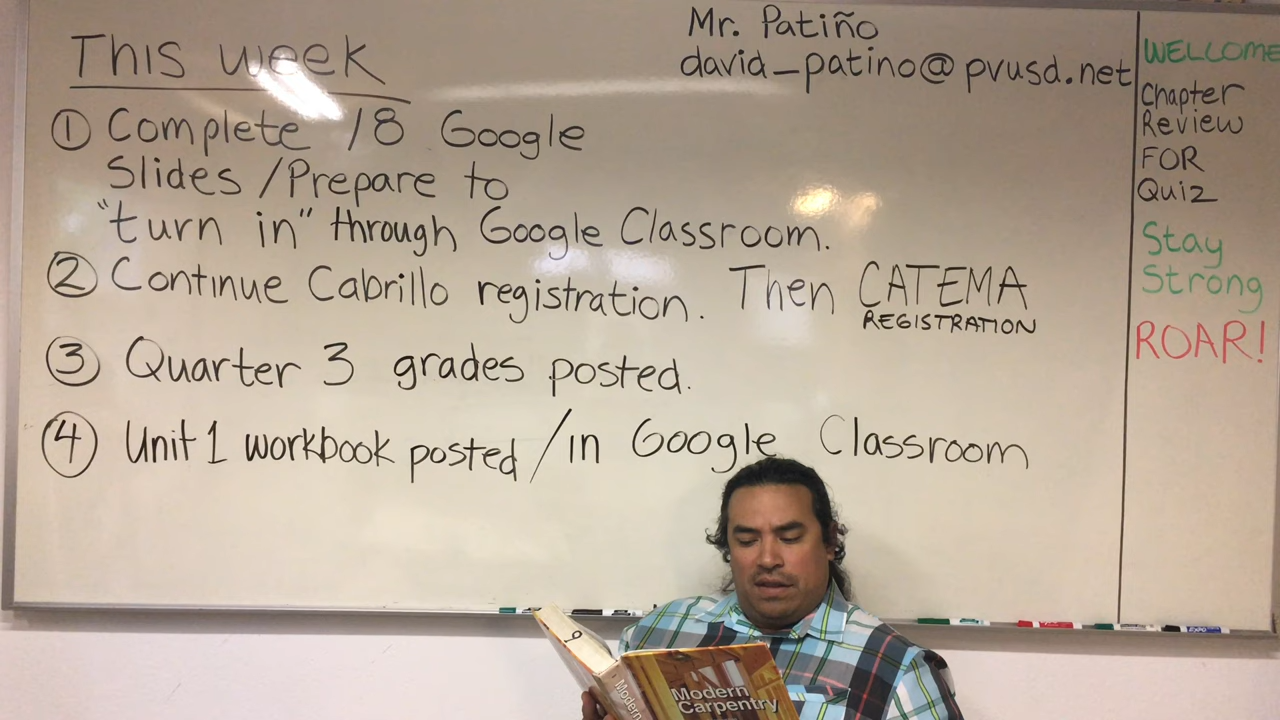 This week
① Complete /8 Google
Slides /Prepare to
"turn in" through Google Classroom.
② Continue Cabrillo registration. Then CATEMA
REGISTRATION
③ Quarter 3 grades posted.
④ Unit 1 workbook posted /in Google Classroom
Mr. Patiño
david_patino@pvusd.net
WELCOME
Chapter
Review
FOR
Quiz
Stay
Strong
ROAR!
9
Modern
Modern
Carpentry
EXPO